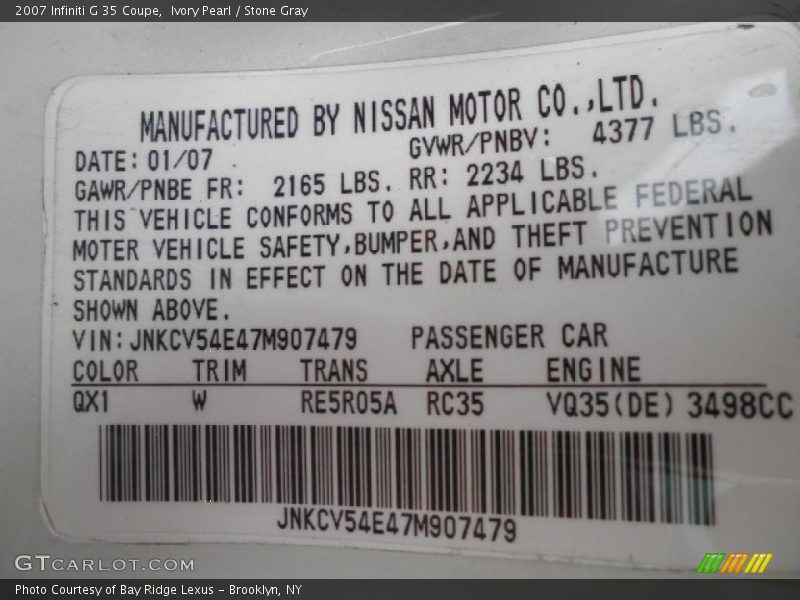 2007 Infiniti G 35 Coupe,  Ivory Pearl / Stone Gray
MANUFACTURED BY NISSAN MOTOR CO.,LTD.
DATE: 01/07 GVWR/PNBV: 4377 LBS.
GAWR/PNBE FR: 2165 LBS. RR: 2234 LBS.
THIS VEHICLE CONFORMS TO ALL APPLICABLE FEDERAL
MOTER VEHICLE SAFETY,BUMPER,AND THEFT PREVENTION
STANDARDS IN EFFECT ON THE DATE OF MANUFACTURE
SHOWN ABOVE.
VIN: JNKCV54E47M907479 PASSENGER CAR
COLOR TRIM TRANS AXLE ENGINE
QX1 W RE5R05A RC35 VQ35(DE) 3498CC
JNKCV54E47M907479
GTCARLOT.COM
Photo Courtesy of Bay Ridge Lexus - Brooklyn, NY